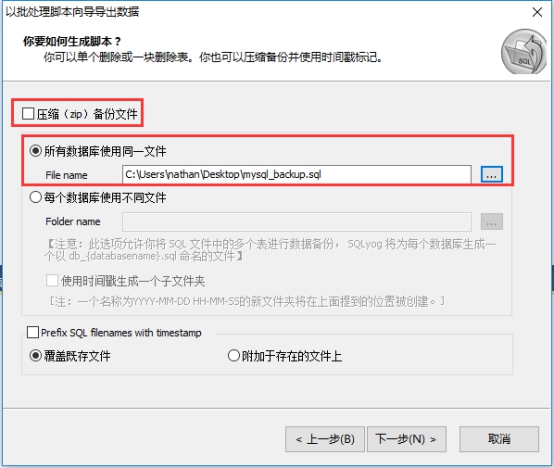 以批处理脚本向导导出数据
你要如何生成脚本？
你可以单个删除或一块删除表。你也可以压缩备份并使用时间戳标记。
SQL
压缩（zip）备份文件
所有数据库使用同一文件
File name C:\Users\nathan\Desktop\mysql_backup.sql ...
每个数据库使用不同文件
Folder name ...
【注意：此选项允许你将 SQL 文件中的多个表进行数据备份， SQLyog 将为每个数据库生成一
个以 db_{databasename}.sql 命名的文件】
使用时间戳生成一个子文件夹
[注：一个名称为YYYY-MM-DD HH-MM-SS的新文件夹将在上面提到的位置被创建。]
Prefix SQL filenames with timestamp
覆盖既存文件 附加于存在的文件上
< 上一步(B) 下一步(N) > 取消